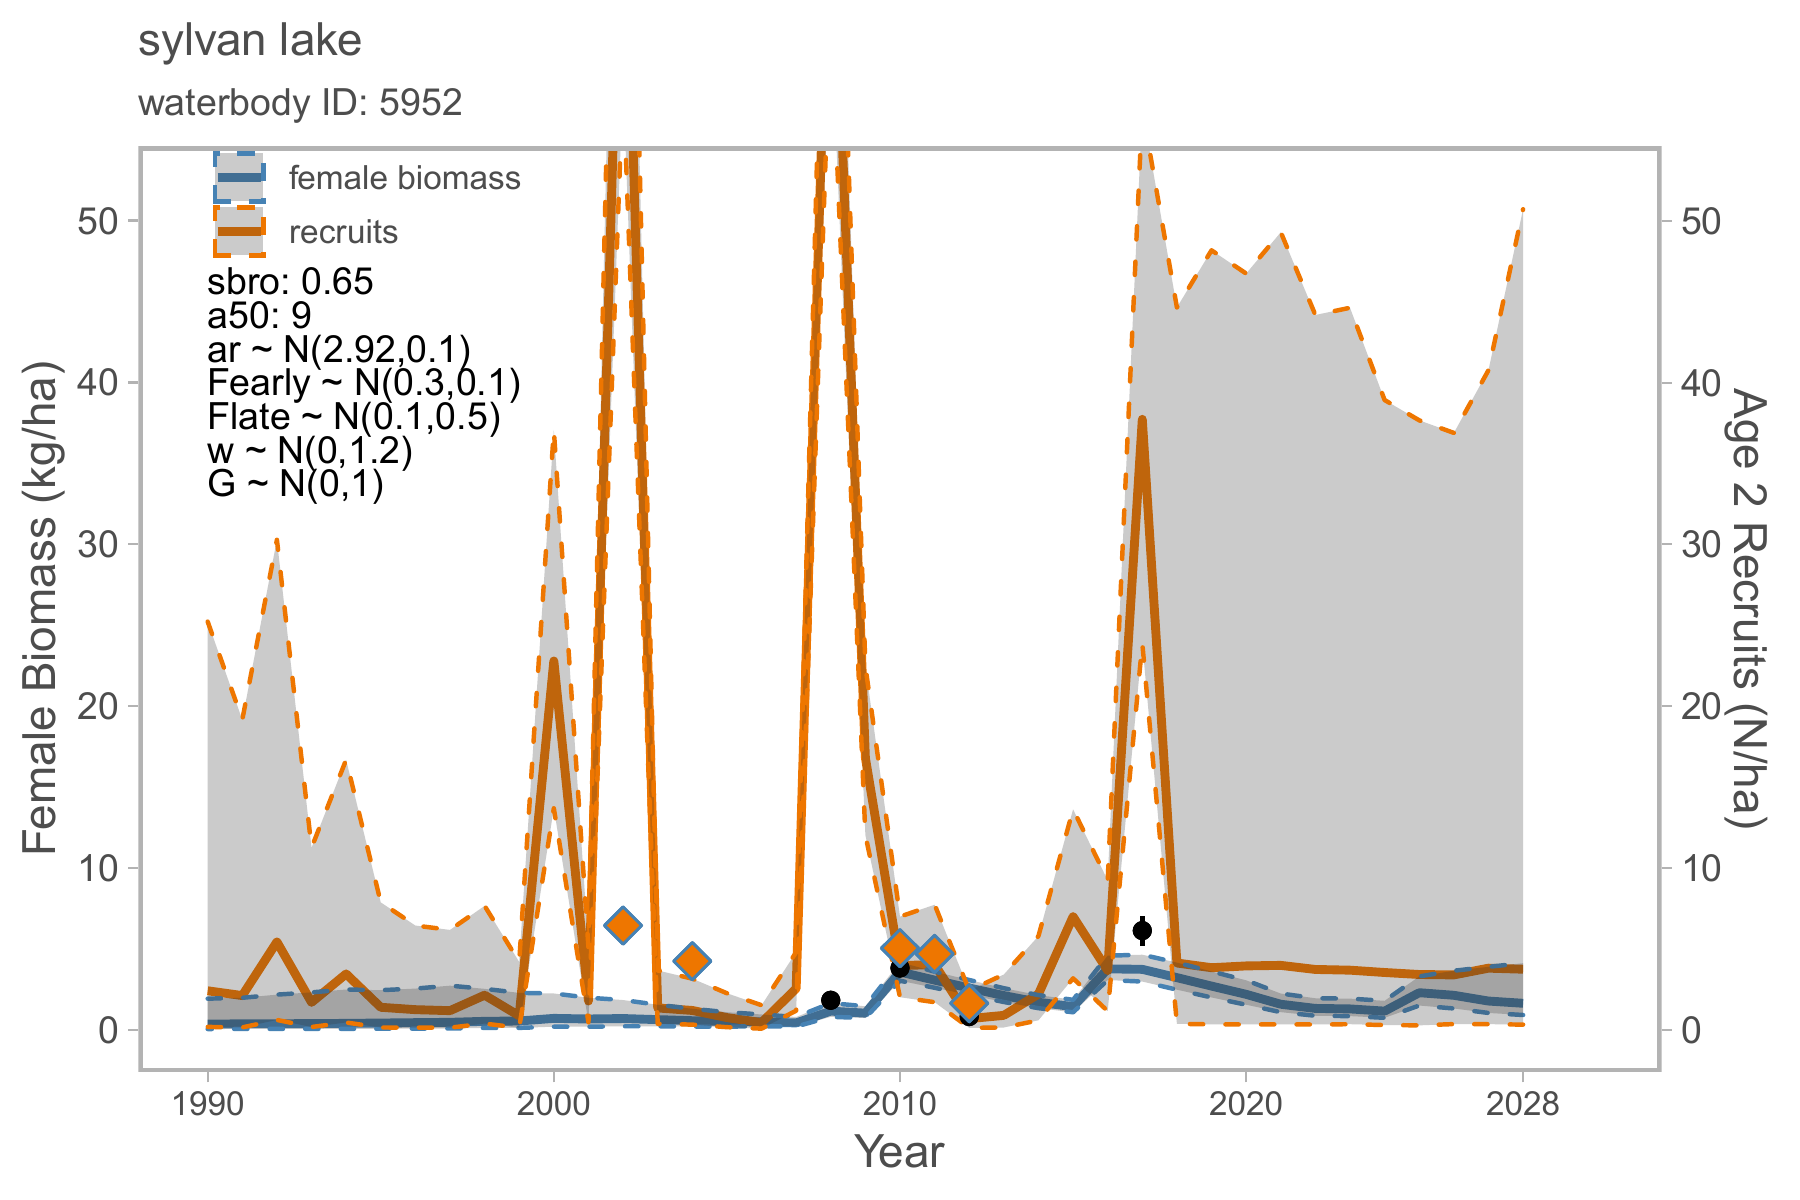 sylvan lake
waterbody ID: 5952
female biomass
recruits
sbro: 0.65
a50: 9
ar ~ N(2.92,0.1)
Fearly ~ N(0.3,0.1)
Flate ~ N(0.1,0.5)
w ~ N(0,1.2)
G ~ N(0,1)
Female Biomass (kg/ha)
50
40
30
20
10
0
50
40
30
20
10
0
Age 2 Recruits (N/ha)
1990
2000
2010
2020
2028
Year